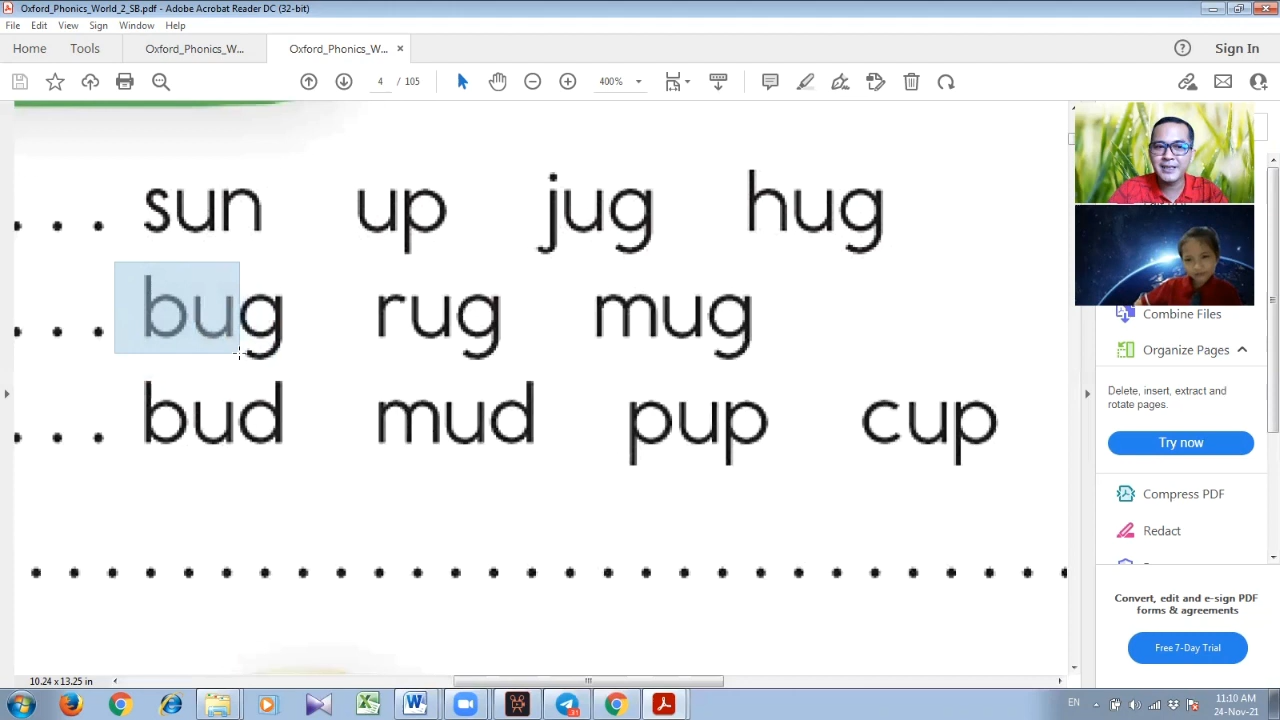 Oxford_Phonics_World_2_SB.pdf - Adobe Acrobat Reader DC (32-bit)
File Edit View Sign Window Help
Home Tools Oxford_Phonics_W... Oxford_Phonics_W... × Sign In
4 / 105 400%
. . . sun up jug hug
. . . bug rug mug
. . . bud mud pup cup
Combine Files
Organize Pages
Delete, insert, extract and
rotate pages.
Try now
Compress PDF
Redact
Convert, edit and e-sign PDF
forms & agreements
Free 7-Day Trial
10.24 x 13.25 in
EN
11:10 AM
24-Nov-21